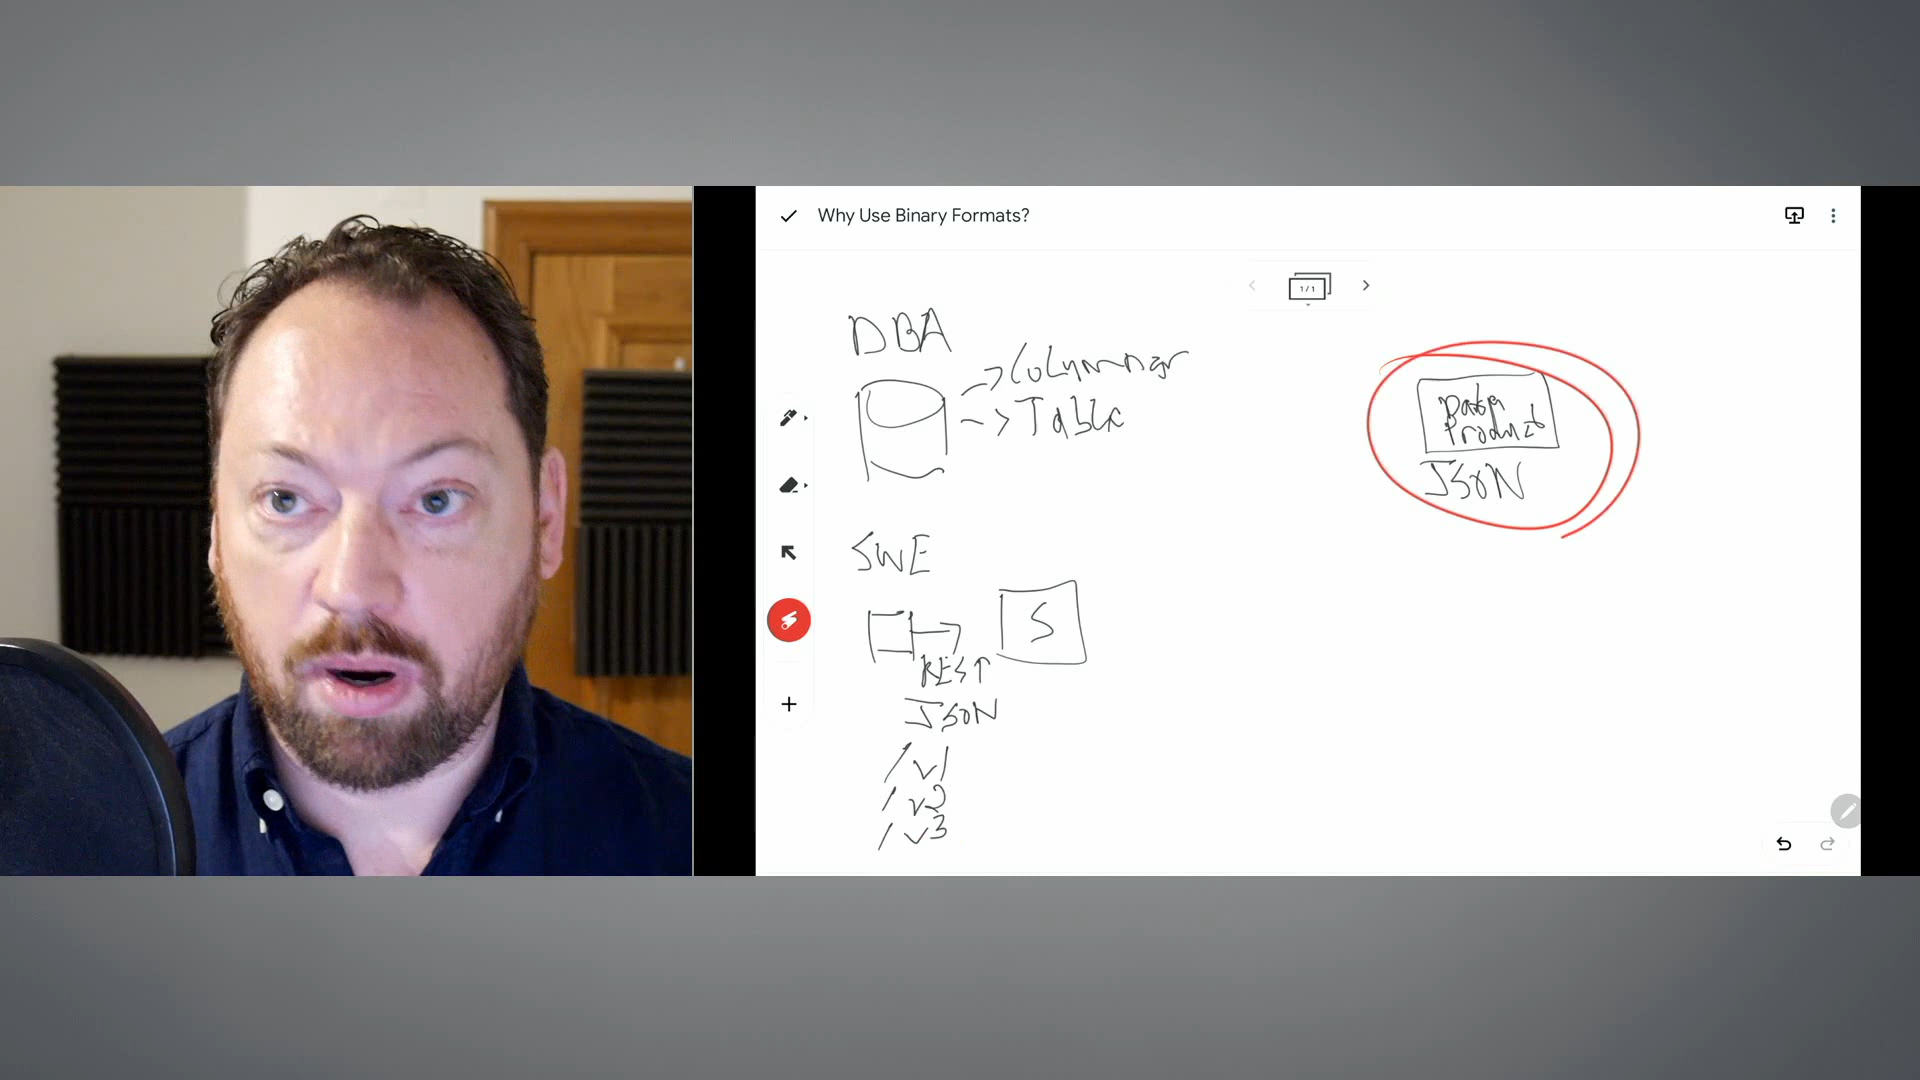 Why Use Binary Formats?
1/1
DBA
-> Columnar
-> Table
Data
Product
JSON
SWE
S
REST
JSON
/v1
/v2
/v3